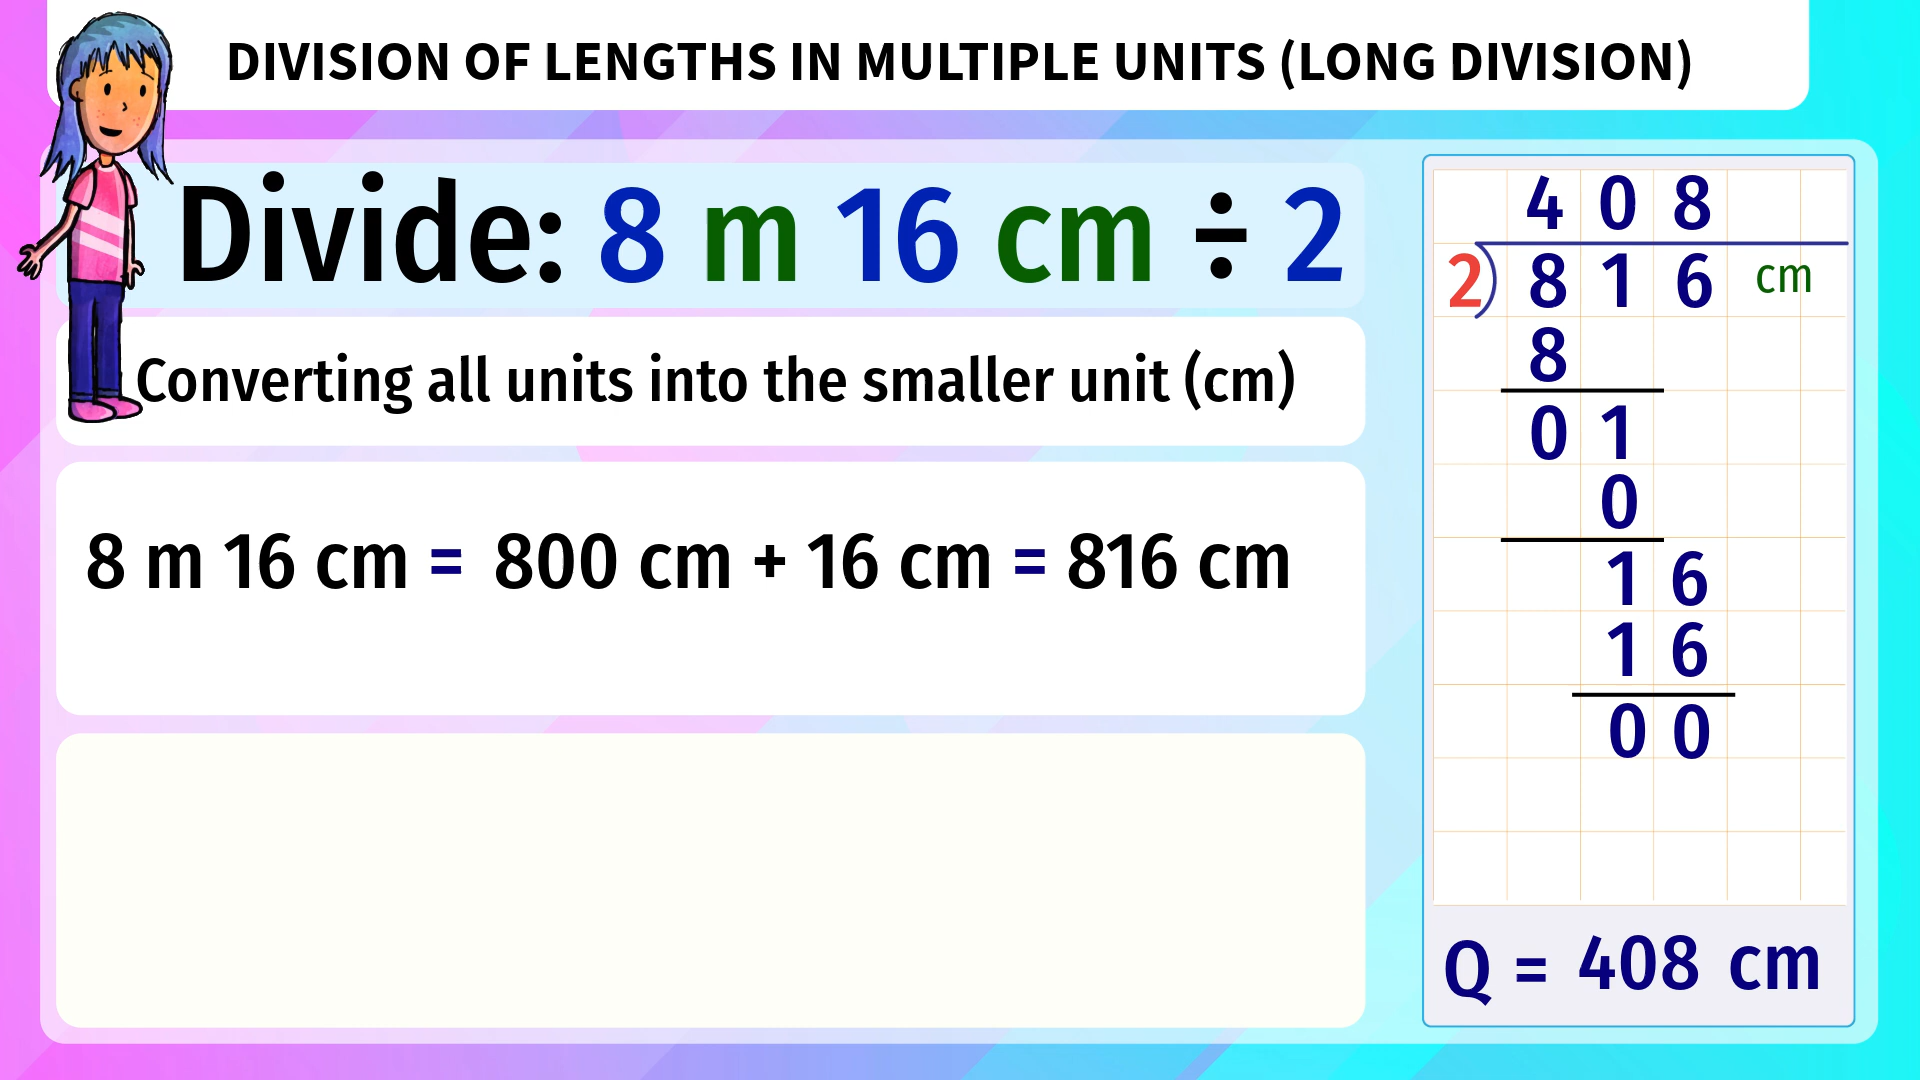 DIVISION OF LENGTHS IN MULTIPLE UNITS (LONG DIVISION)
Divide: 8 m 16 cm ÷ 2
Converting all units into the smaller unit (cm)
8 m 16 cm = 800 cm + 16 cm = 816 cm
4 0 8
2) 8 1 6 cm
8
0 1
0
1 6
1 6
0 0
Q = 408 cm